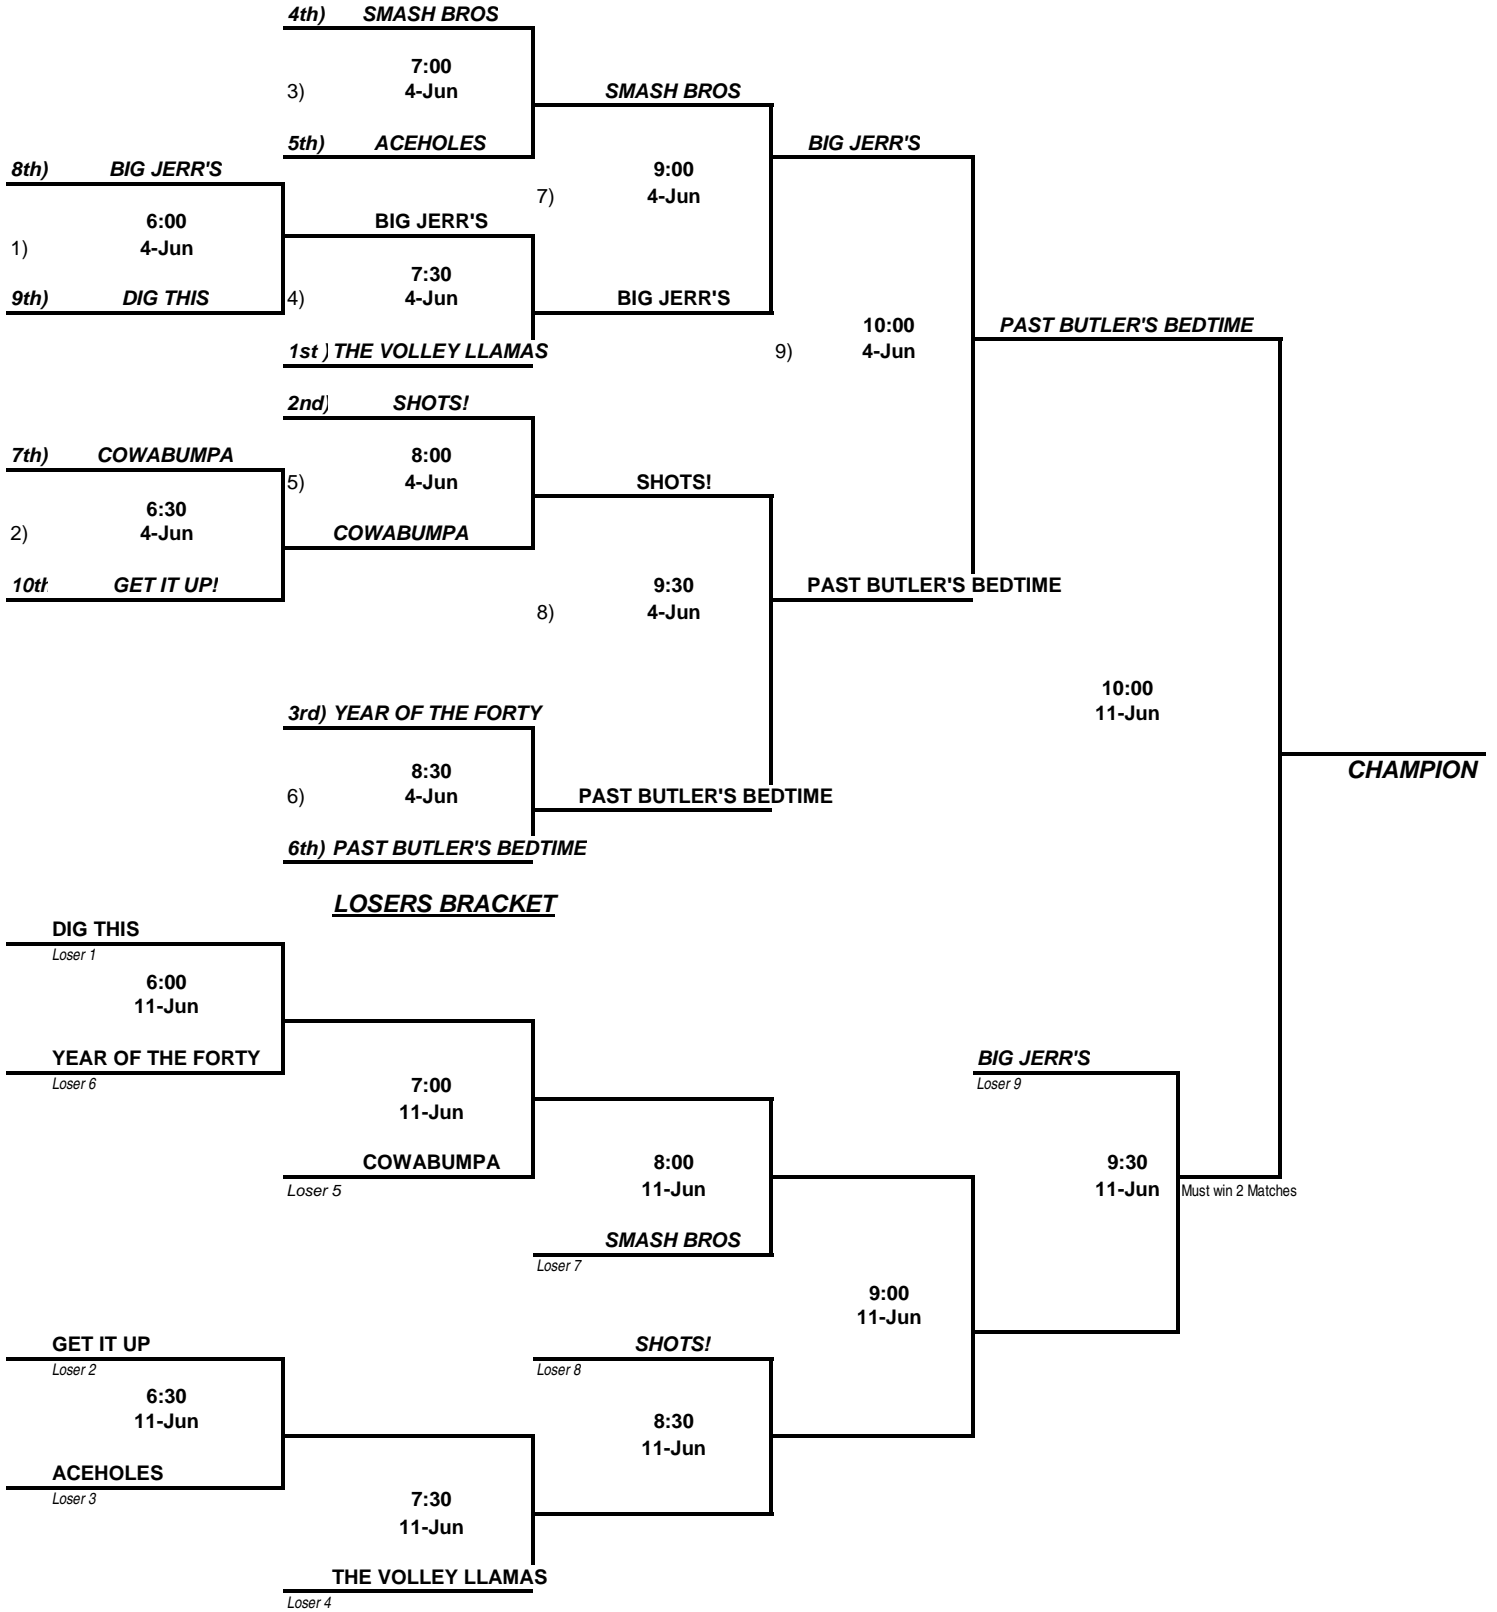 4th) SMASH BROS
7:00
3) 4-Jun SMASH BROS
5th) ACEHOLES BIG JERR'S
8th) BIG JERR'S 9:00
7) 4-Jun
6:00 BIG JERR'S
1) 4-Jun
7:30
9th) DIG THIS 4) 4-Jun BIG JERR'S
10:00 PAST BUTLER'S BEDTIME
1st ) THE VOLLEY LLAMAS 9) 4-Jun
2nd) SHOTS!
7th) COWABUMPA 8:00
5) 4-Jun SHOTS!
6:30
2) 4-Jun COWABUMPA
10th GET IT UP! 9:30 PAST BUTLER'S BEDTIME
8) 4-Jun
10:00
3rd) YEAR OF THE FORTY 11-Jun
8:30 CHAMPION
6) 4-Jun PAST BUTLER'S BEDTIME
6th) PAST BUTLER'S BEDTIME
LOSERS BRACKET
DIG THIS
Loser 1
6:00
11-Jun
YEAR OF THE FORTY BIG JERR'S
Loser 6 7:00 Loser 9
11-Jun
COWABUMPA 8:00 9:30
Loser 5 11-Jun 11-Jun Must win 2 Matches
SMASH BROS
Loser 7
9:00
11-Jun
GET IT UP SHOTS!
Loser 2 Loser 8
6:30
11-Jun 8:30
11-Jun
ACEHOLES
Loser 3 7:30
11-Jun
THE VOLLEY LLAMAS
Loser 4